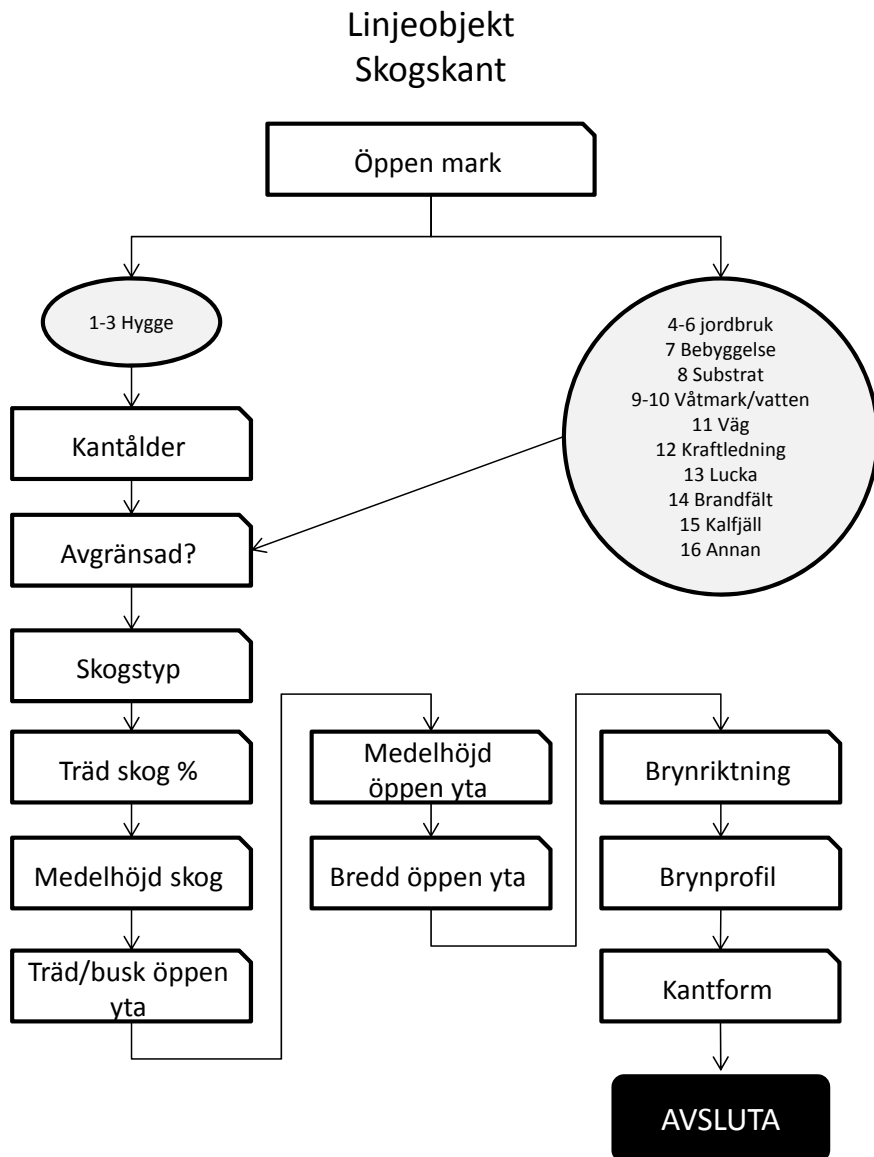 Linjeobjekt
Skogskant
Öppen mark
1-3 Hygge
4-6 jordbruk
7 Bebyggelse
8 Substrat
9-10 Våtmark/vatten
11 Väg
12 Kraftledning
13 Lucka
14 Brandfält
15 Kalfjäll
16 Annan
Kantålder
Avgränsad?
Skogstyp
Träd skog %
Medelhöjd skog
Träd/busk öppen
yta
Medelhöjd
öppen yta
Bredd öppen yta
Brynriktning
Brynprofil
Kantform
AVSLUTA